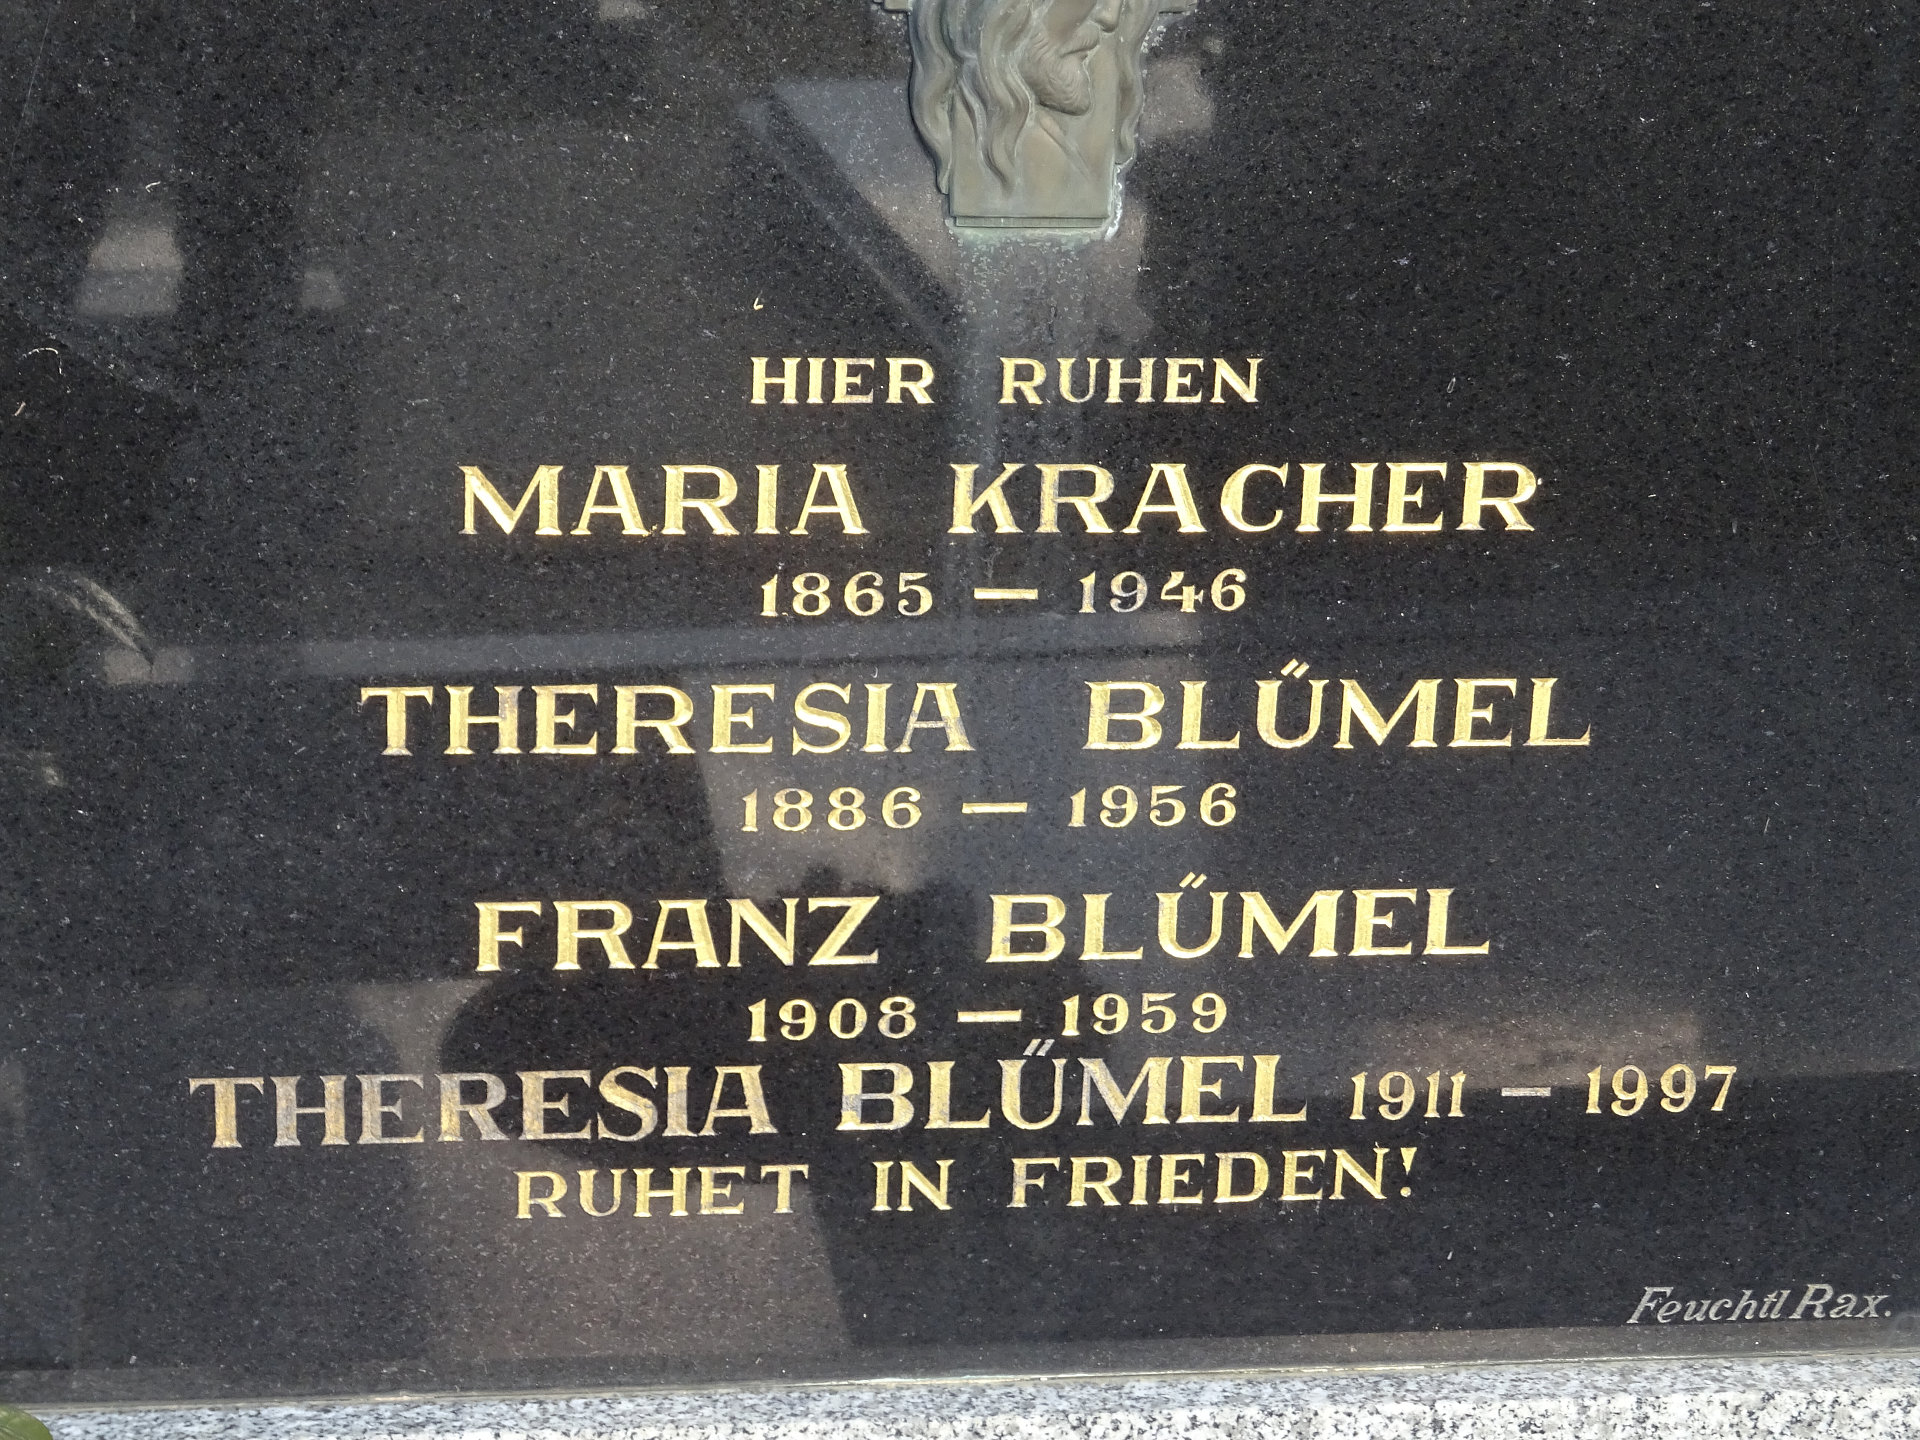 HIER RUHEN
MARIA KRACHER
1865 – 1946
THERESIA BLŰMEL
1886 – 1956
FRANZ BLŰMEL
1908 – 1959
THERESIA BLŰMEL 1911 – 1997
RUHET IN FRIEDEN!
Feuchtl Rax.